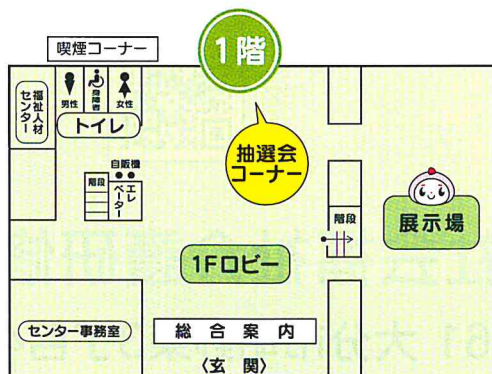 喫煙コーナー
1階
福祉人材
センター
男性
身障者
女性
トイレ
抽選会
コーナー
自販機
階段
エレ
ベーター
階段
展示場
1Fロビー
センター事務室
総合案内
〈玄関〉